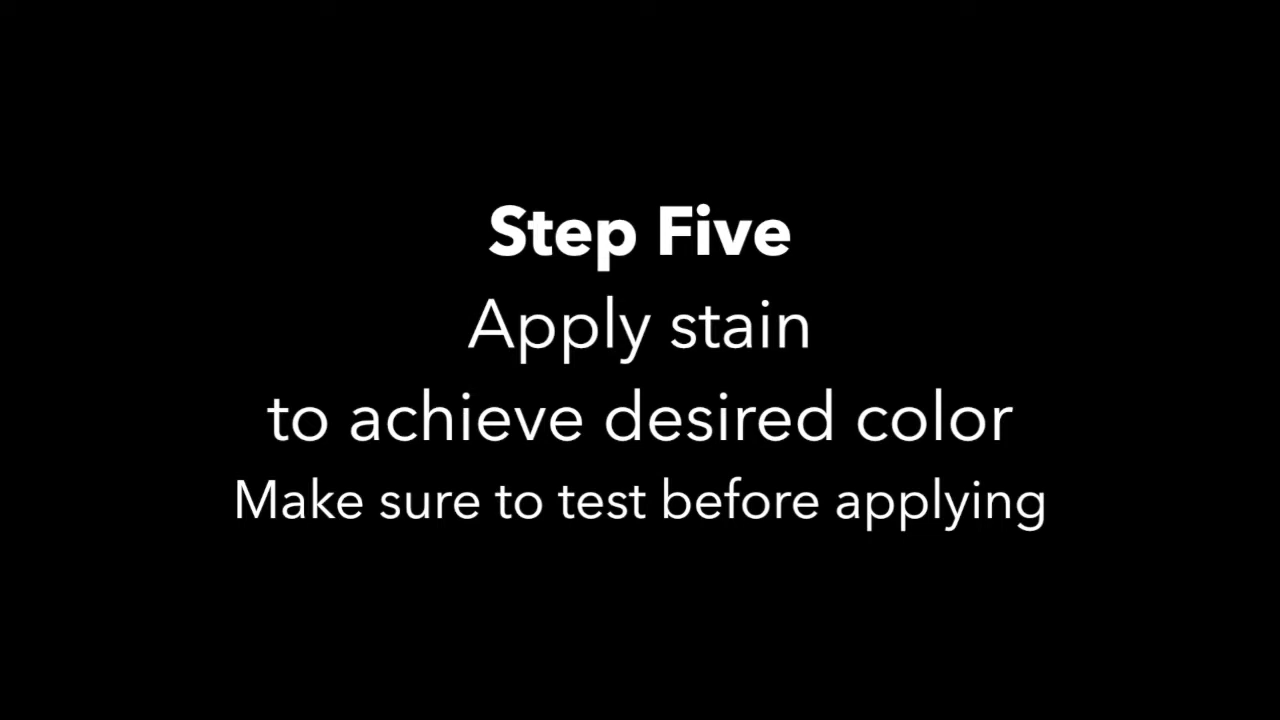 Step Five
Apply stain
to achieve desired color
Make sure to test before applying